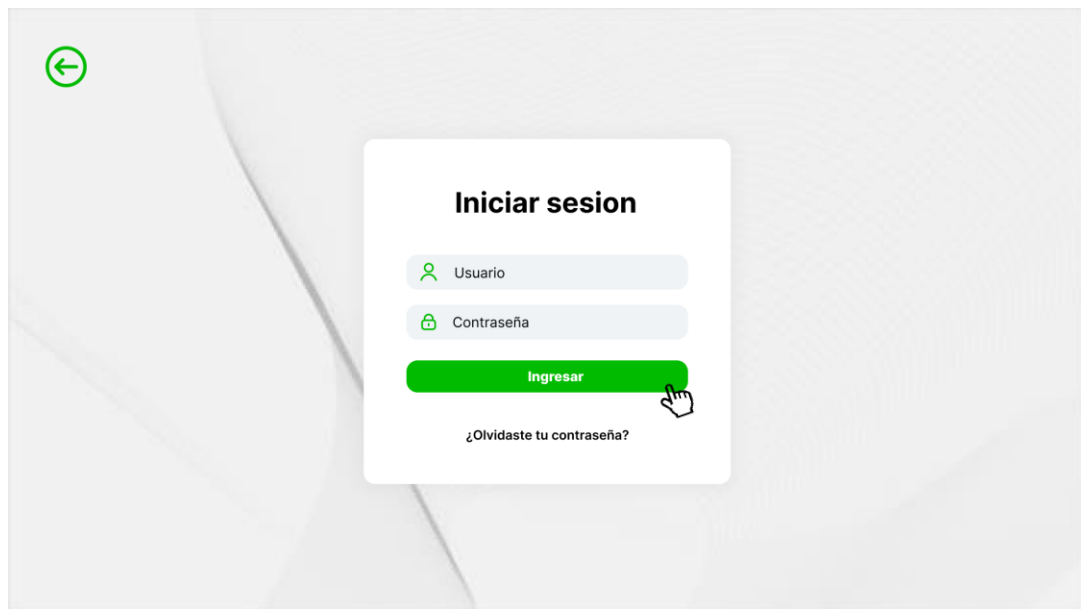 Iniciar sesion
Usuario
Contraseña
Ingresar
¿Olvidaste tu contraseña?